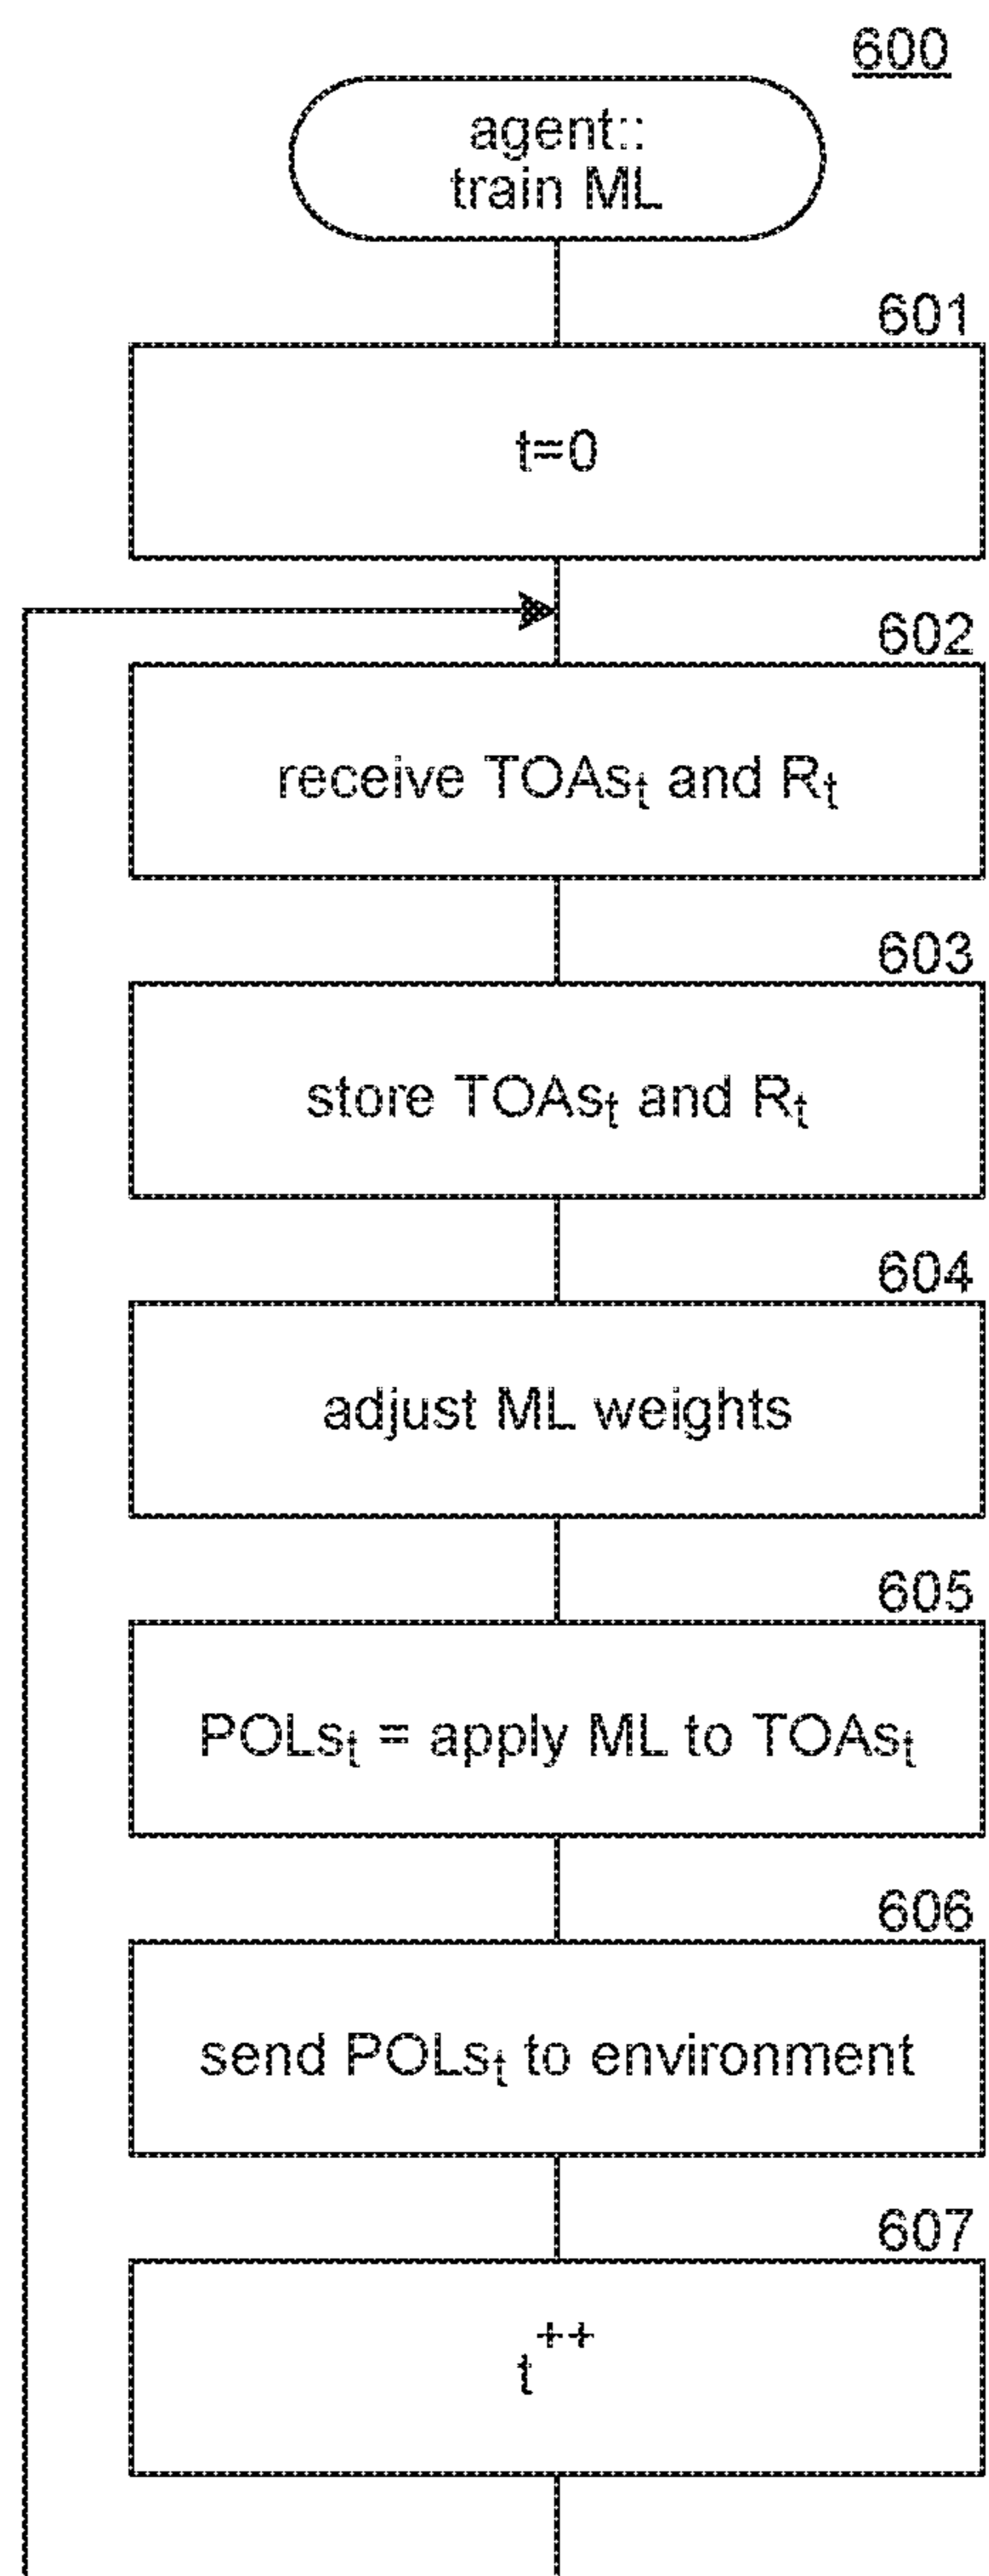 600
agent::
train ML
601
t=0
602
receive TOAsₜ and Rₜ
603
store TOAsₜ and Rₜ
604
adjust ML weights
605
POLsₜ = apply ML to TOAsₜ
606
send POLsₜ to environment
607
t⁺⁺